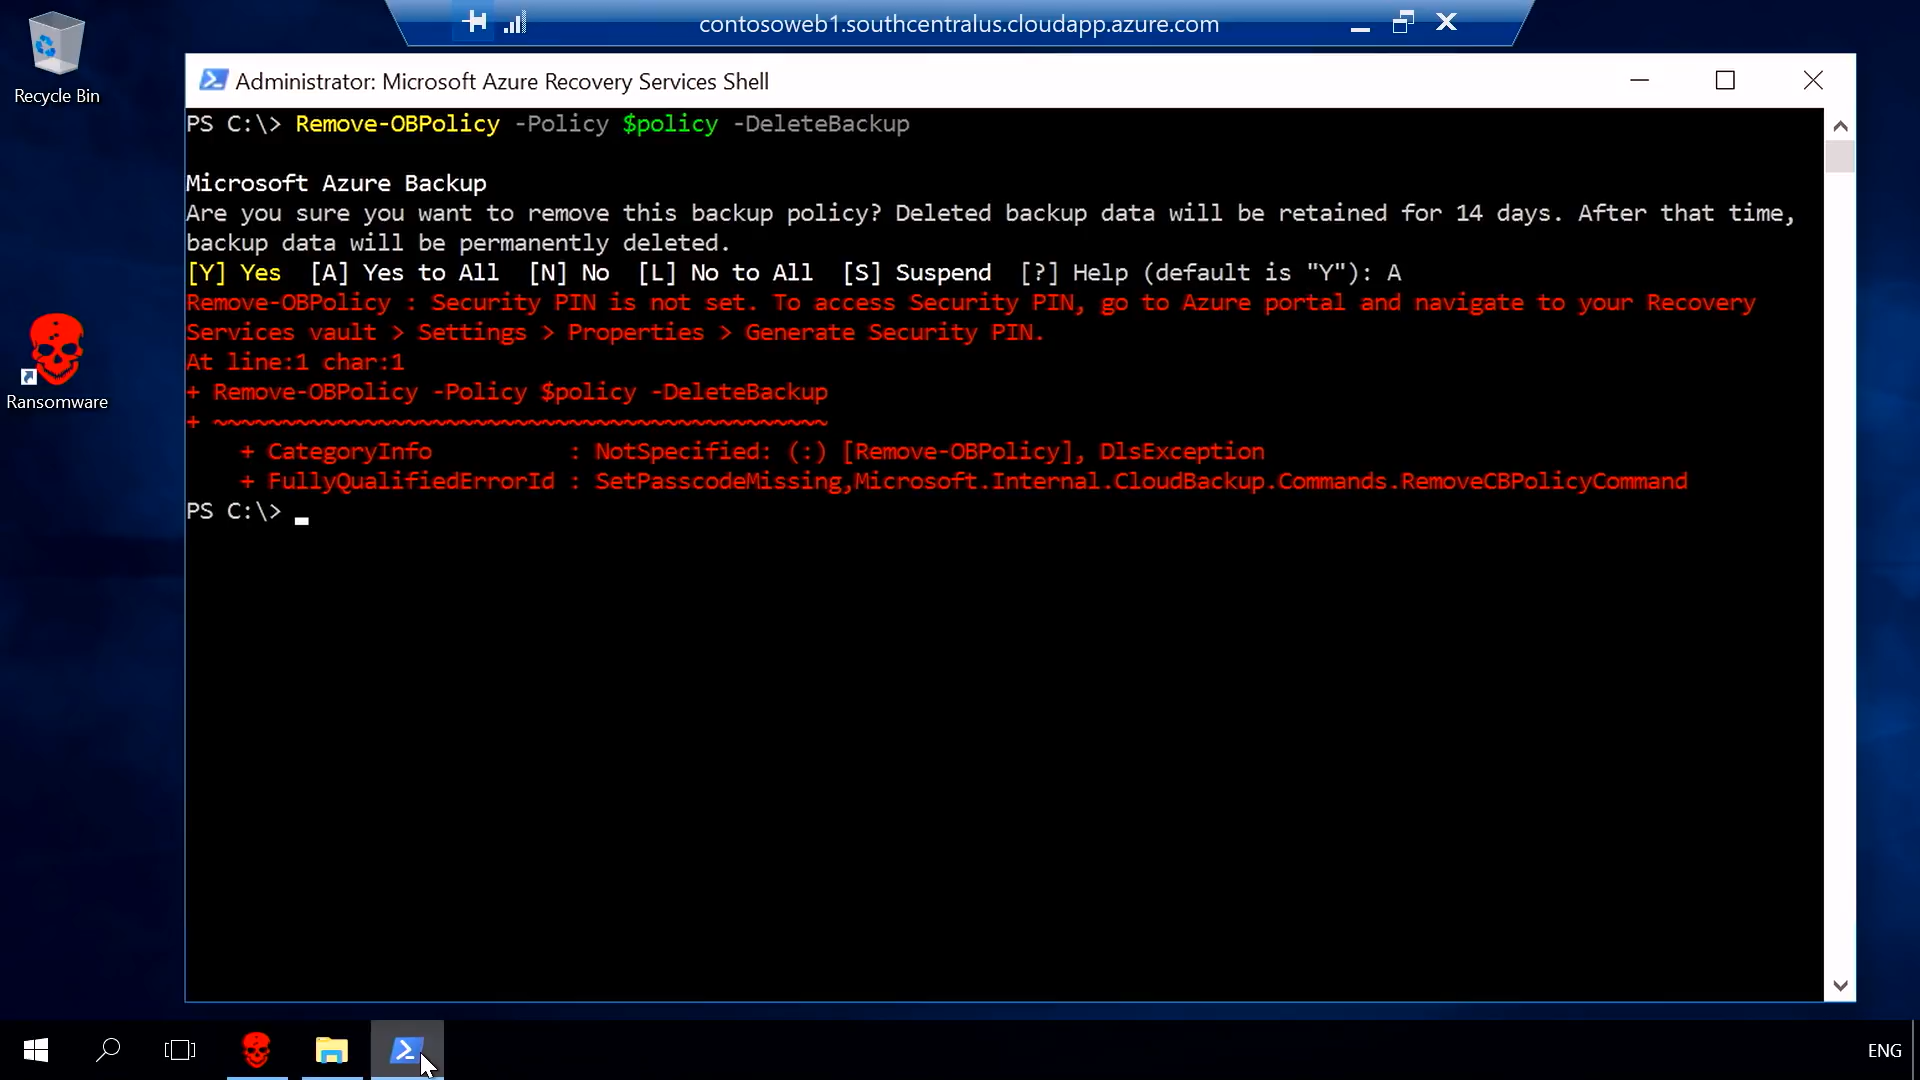 contosoweb1.southcentralus.cloudapp.azure.com
Recycle Bin
Administrator: Microsoft Azure Recovery Services Shell
PS C:\> Remove-OBPolicy -Policy $policy -DeleteBackup
Microsoft Azure Backup
Are you sure you want to remove this backup policy? Deleted backup data will be retained for 14 days. After that time,
backup data will be permanently deleted.
[Y] Yes  [A] Yes to All  [N] No  [L] No to All  [S] Suspend  [?] Help (default is "Y"): A
Remove-OBPolicy : Security PIN is not set. To access Security PIN, go to Azure portal and navigate to your Recovery
Services vault > Settings > Properties > Generate Security PIN.
At line:1 char:1
+ Remove-OBPolicy -Policy $policy -DeleteBackup
+ ~~~~~~~~~~~~~~~~~~~~~~~~~~~~~~~~~~~~~~~~~~~~~
    + CategoryInfo          : NotSpecified: (:) [Remove-OBPolicy], DlsException
    + FullyQualifiedErrorId : SetPasscodeMissing,Microsoft.Internal.CloudBackup.Commands.RemoveCBPolicyCommand
PS C:\>
Ransomware
ENG